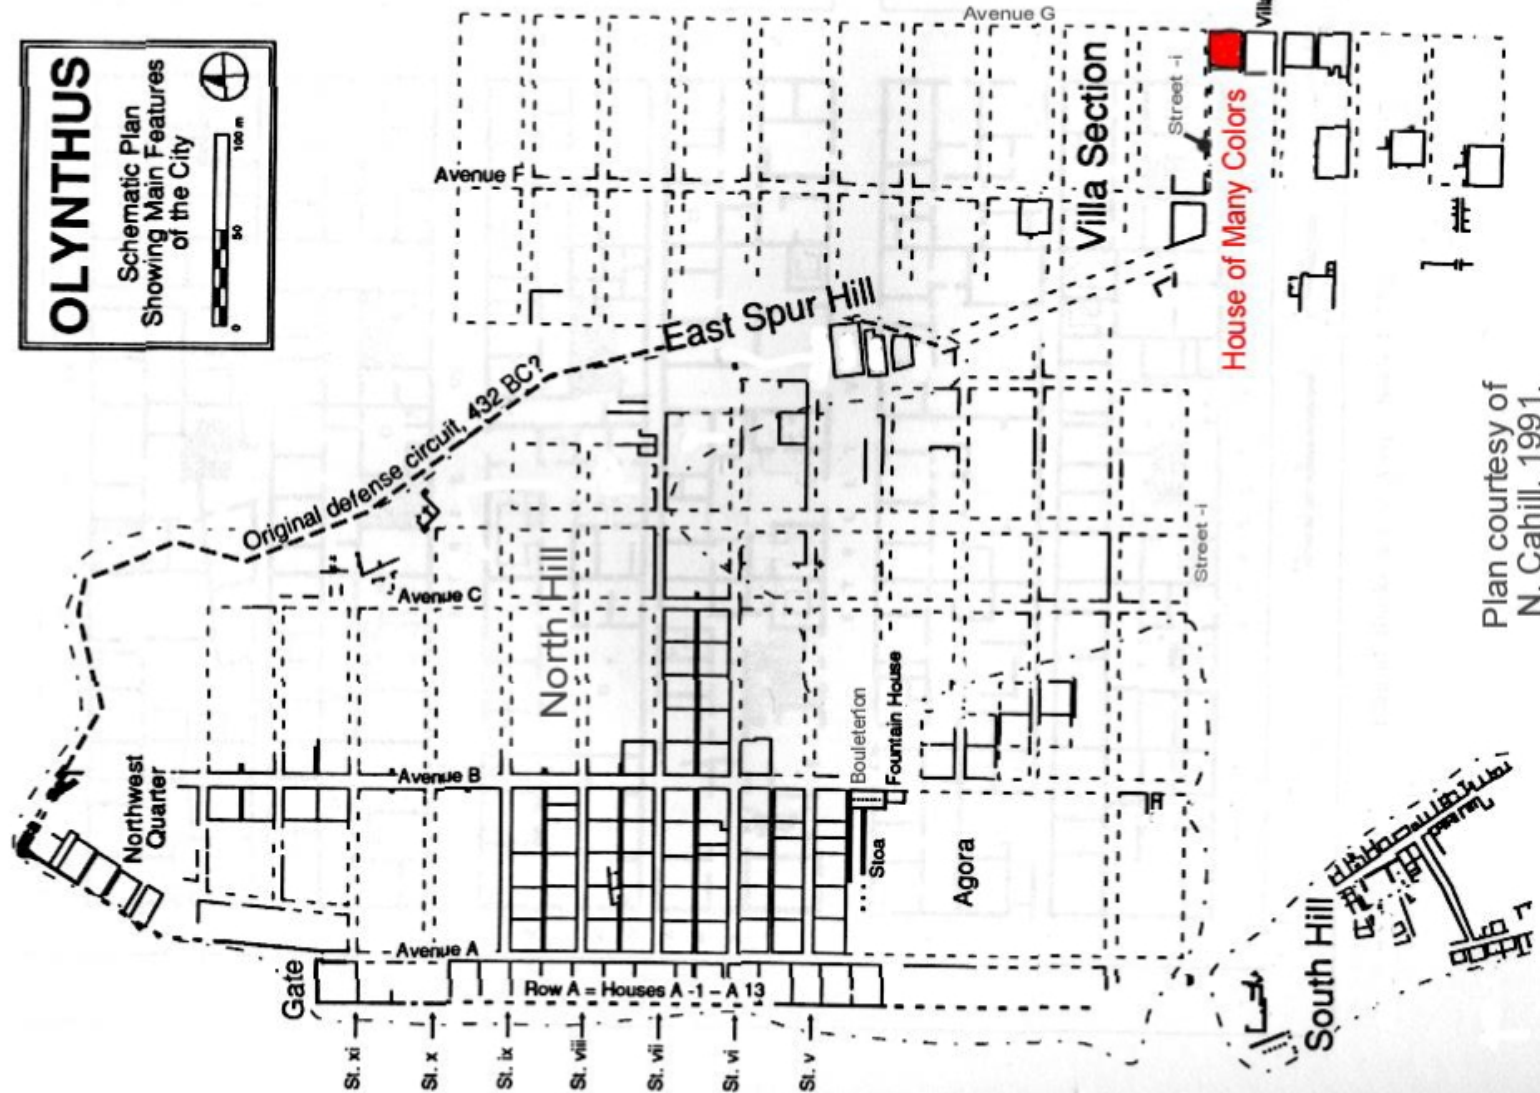 OLYNTHUS
Schematic Plan
Showing Main Features
of the City
0
50
100 m
Avenue G
Villa Section
Street -i
House of Many Colors
Avenue F
East Spur Hill
Original defense circuit, 432 BC?
North Hill
Avenue C
Street -i
Northwest
Quarter
Avenue B
Bouleterion
Fountain House
Stoa
Agora
Avenue A
Gate
Row A = Houses A -1 – A 13
St. xi
St. x
St. ix
St. viii
St. vii
St. vi
St. v
South Hill
Plan courtesy of
N. Cahill, 1991.